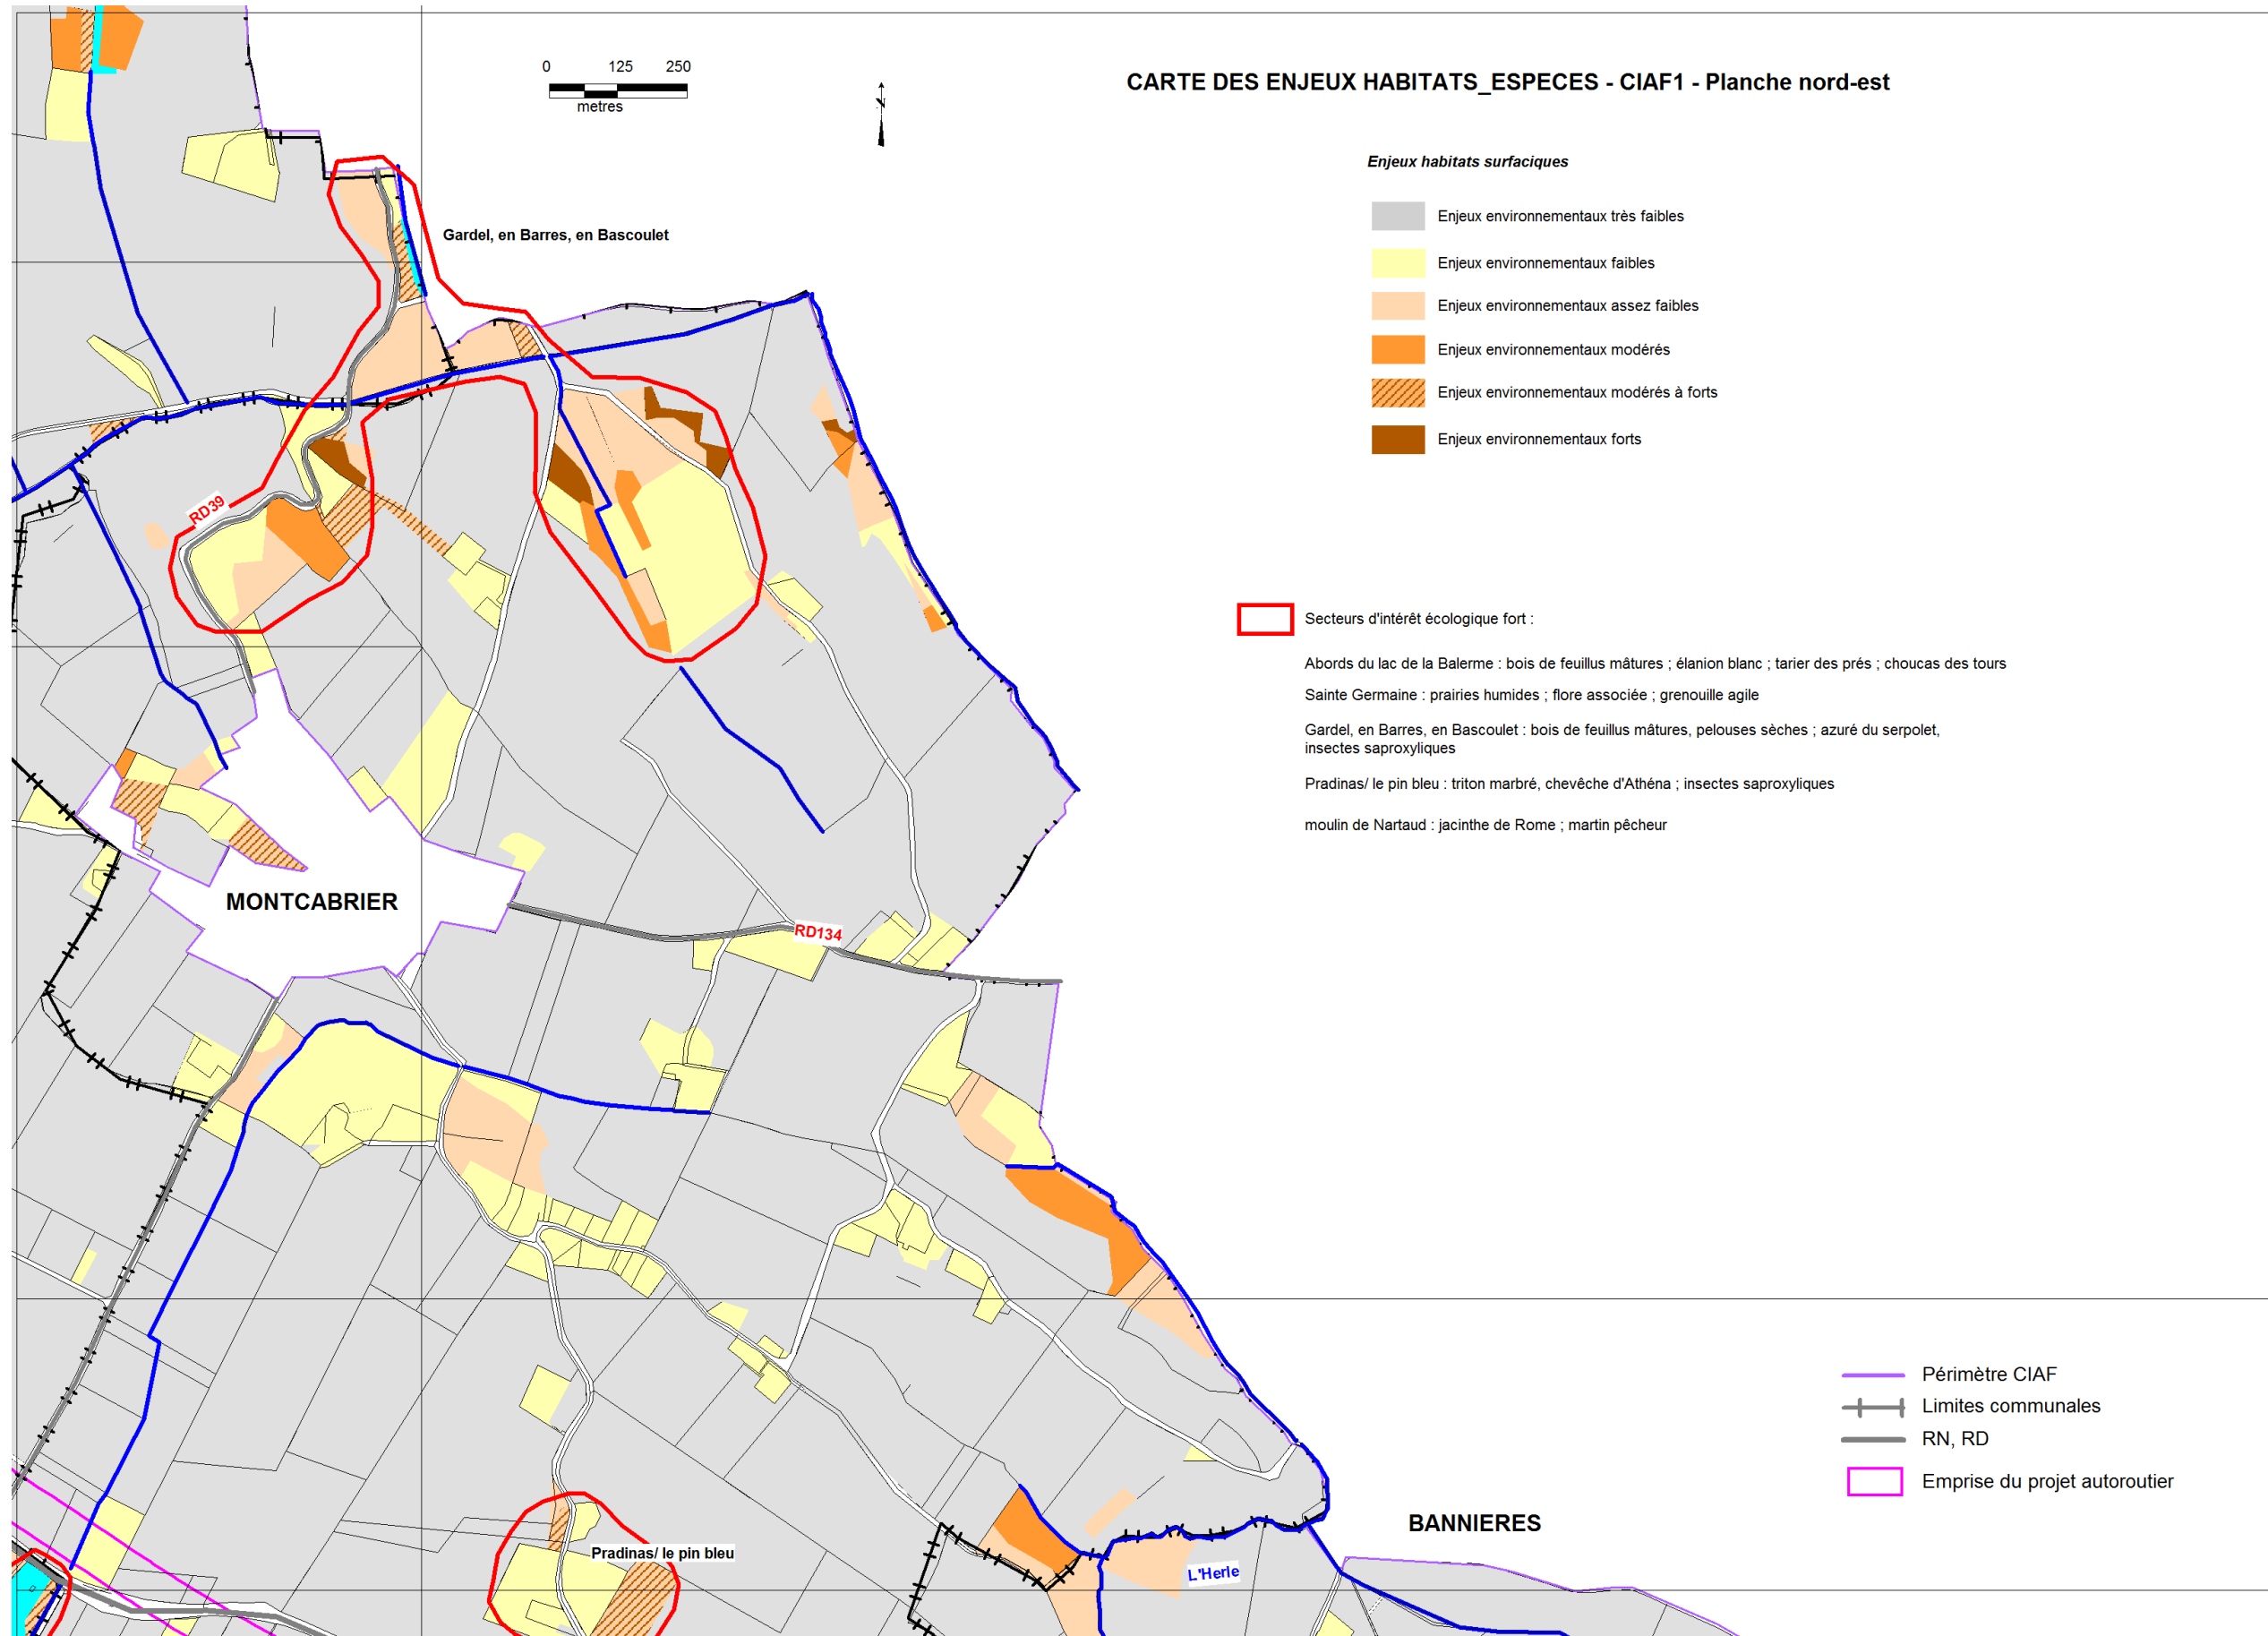 CARTE DES ENJEUX HABITATS_ESPECES - CIAF1 - Planche nord-est
0 125 250
metres
N
Enjeux habitats surfaciques
Enjeux environnementaux très faibles
Enjeux environnementaux faibles
Enjeux environnementaux assez faibles
Enjeux environnementaux modérés
Enjeux environnementaux modérés à forts
Enjeux environnementaux forts
Gardel, en Barres, en Bascoulet
RD39
Secteurs d'intérêt écologique fort :
Abords du lac de la Balerme : bois de feuillus mâtures ; élanion blanc ; tarier des prés ; choucas des tours
Sainte Germaine : prairies humides ; flore associée ; grenouille agile
Gardel, en Barres, en Bascoulet : bois de feuillus mâtures, pelouses sèches ; azuré du serpolet,
insectes saproxyliques
Pradinas/ le pin bleu : triton marbré, chevêche d'Athéna ; insectes saproxyliques
moulin de Nartaud : jacinthe de Rome ; martin pêcheur
MONTCABRIER
RD134
Périmètre CIAF
Limites communales
RN, RD
Emprise du projet autoroutier
BANNIERES
Pradinas/ le pin bleu
L'Herle